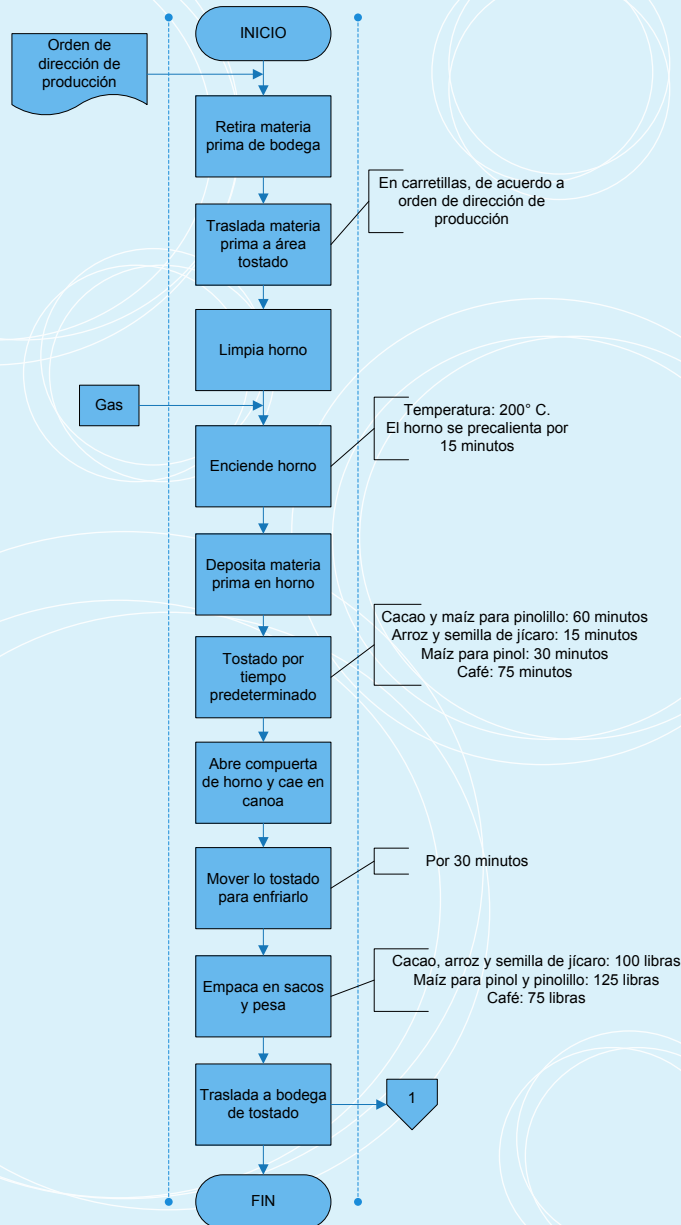 INICIO
Orden de
dirección de
producción
Retira materia
prima de bodega
En carretillas, de acuerdo a
orden de dirección de
producción
Traslada materia
prima a área
tostado
Limpia horno
Gas
Temperatura: 200° C.
El horno se precalienta por
15 minutos
Enciende horno
Deposita materia
prima en horno
Cacao y maíz para pinolillo: 60 minutos
Arroz y semilla de jícaro: 15 minutos
Maíz para pinol: 30 minutos
Café: 75 minutos
Tostado por
tiempo
predeterminado
Abre compuerta
de horno y cae en
canoa
Mover lo tostado
para enfriarlo
Por 30 minutos
Cacao, arroz y semilla de jícaro: 100 libras
Maíz para pinol y pinolillo: 125 libras
Café: 75 libras
Empaca en sacos
y pesa
Traslada a bodega
de tostado
1
FIN